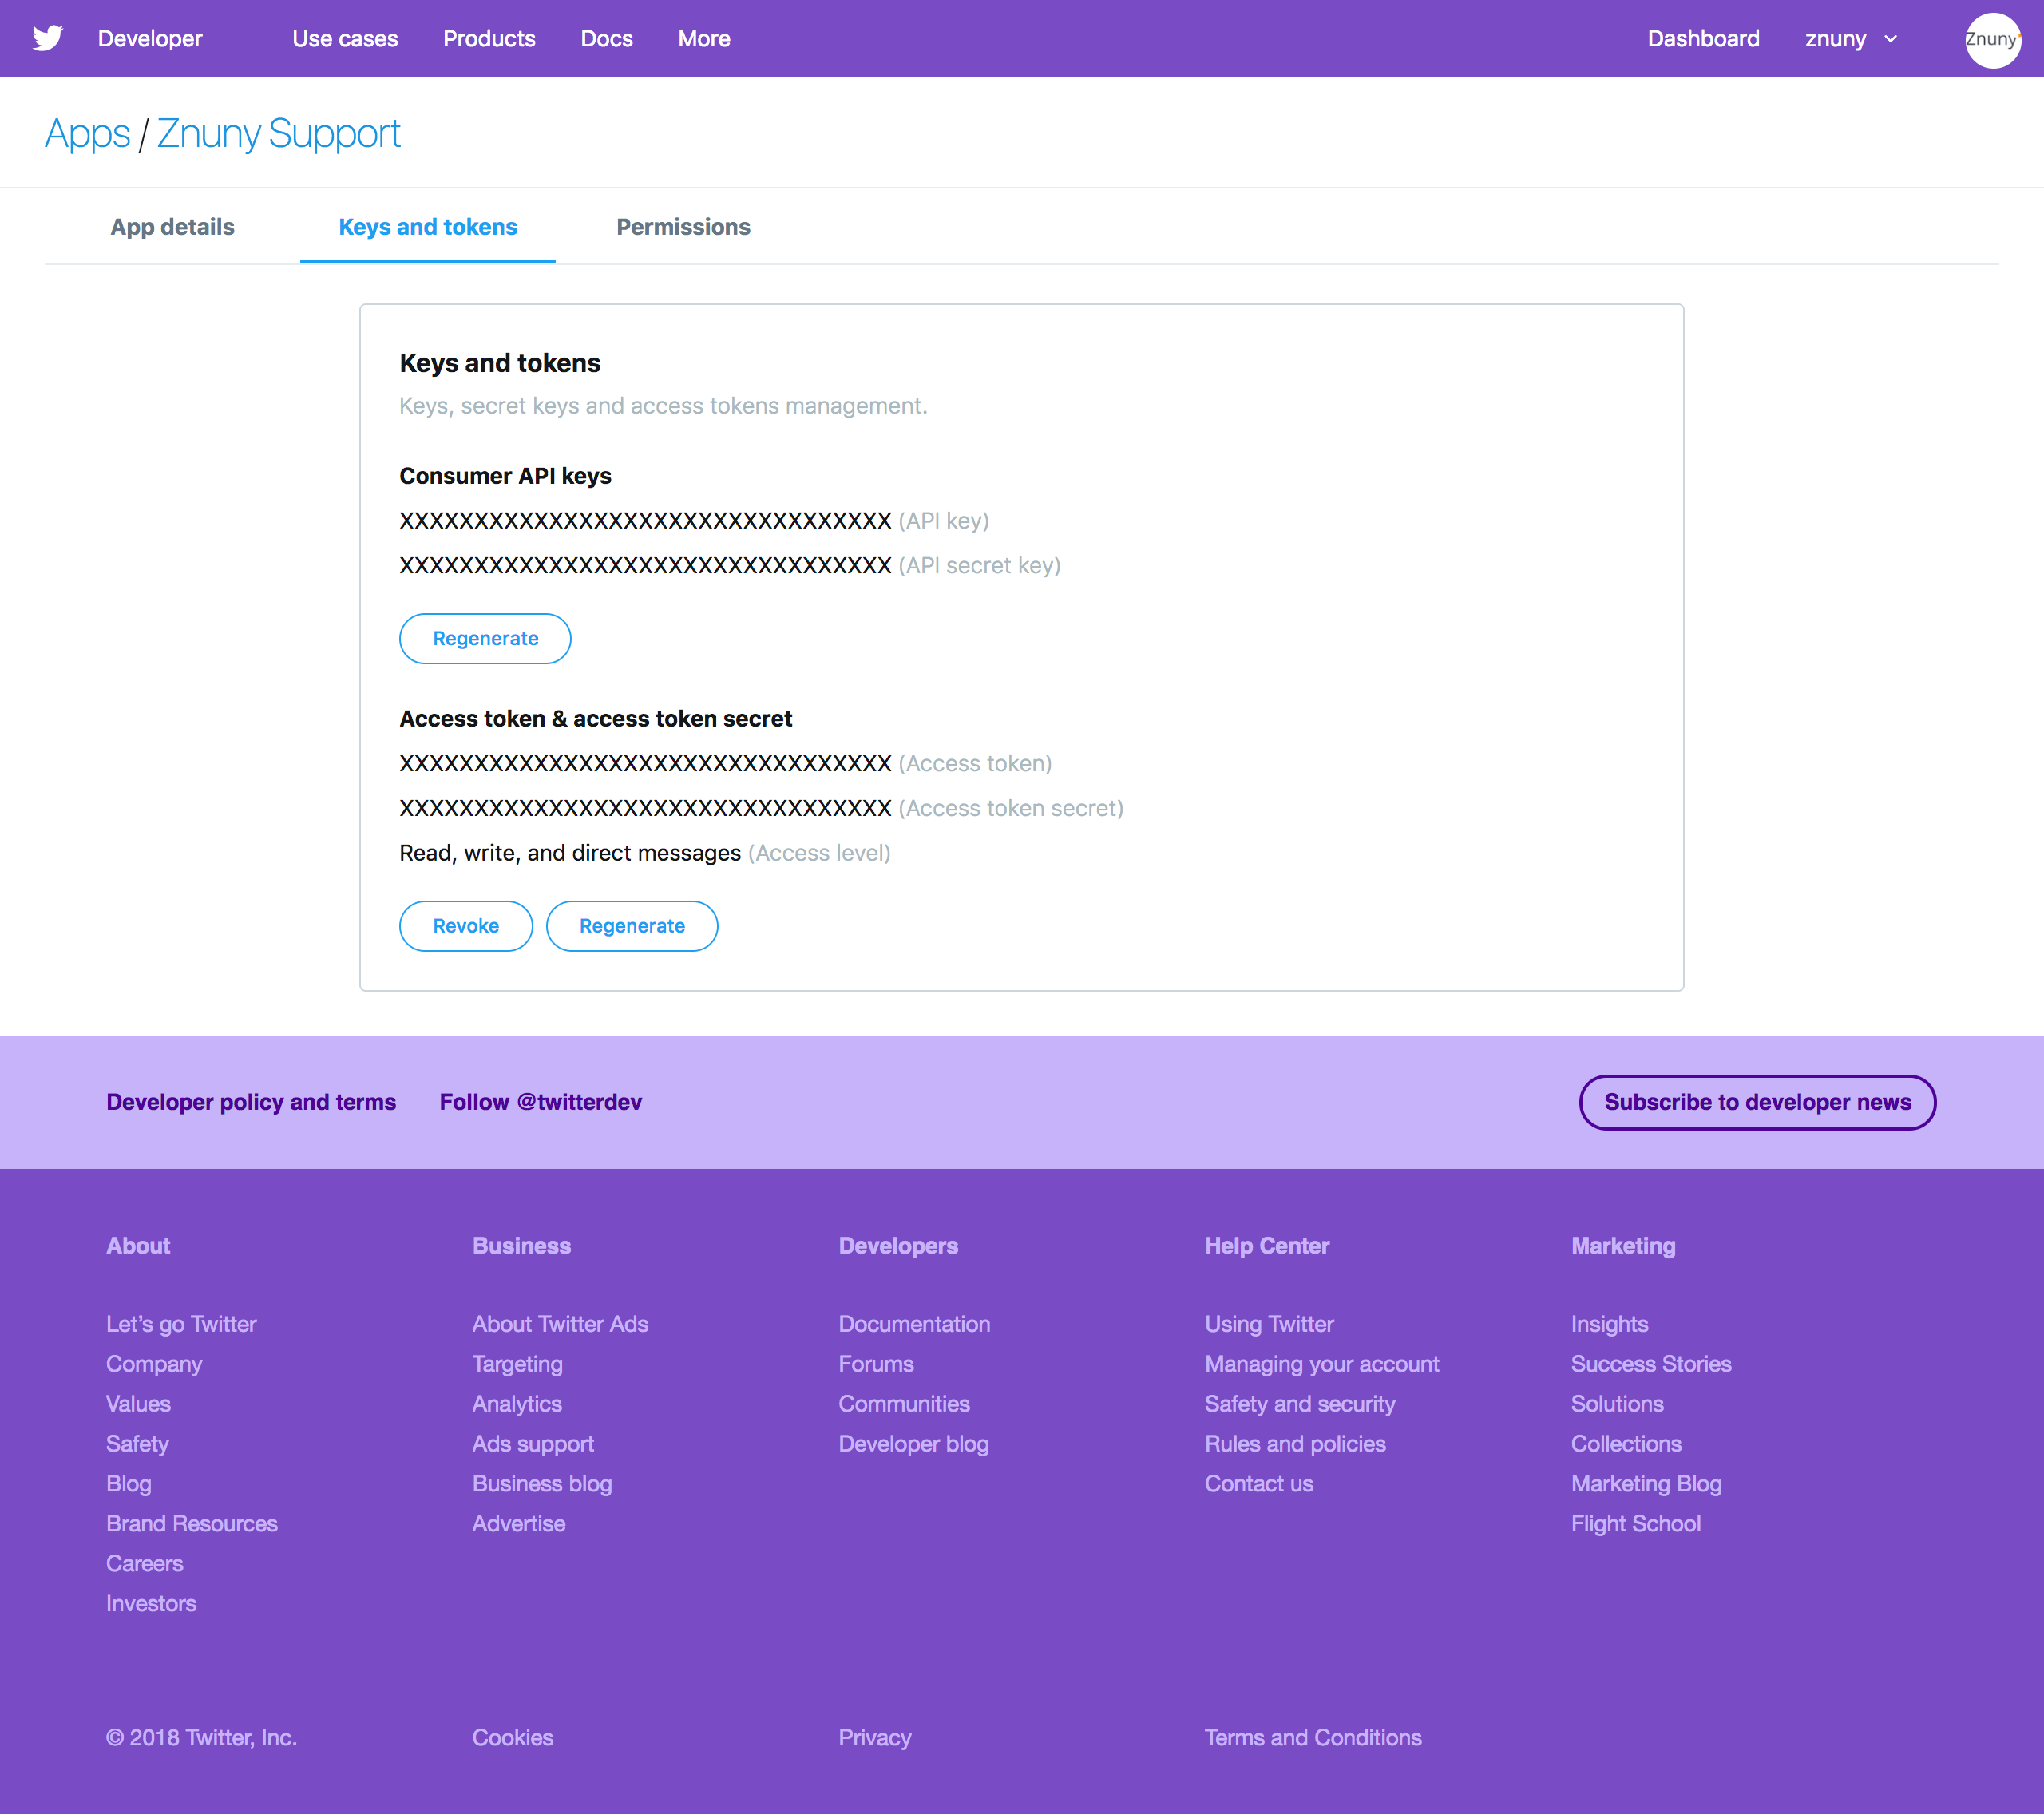 Developer Use cases Products Docs More Dashboard znuny Znuny
Apps / Znuny Support
App details Keys and tokens Permissions
Keys and tokens
Keys, secret keys and access tokens management.
Consumer API keys
XXXXXXXXXXXXXXXXXXXXXXXXXXXXXXXXX (API key)
XXXXXXXXXXXXXXXXXXXXXXXXXXXXXXXXX (API secret key)
Regenerate
Access token & access token secret
XXXXXXXXXXXXXXXXXXXXXXXXXXXXXXXXX (Access token)
XXXXXXXXXXXXXXXXXXXXXXXXXXXXXXXXX (Access token secret)
Read, write, and direct messages (Access level)
Revoke Regenerate
Developer policy and terms Follow @twitterdev Subscribe to developer news
About Business Developers Help Center Marketing
Let’s go Twitter About Twitter Ads Documentation Using Twitter Insights
Company Targeting Forums Managing your account Success Stories
Values Analytics Communities Safety and security Solutions
Safety Ads support Developer blog Rules and policies Collections
Blog Business blog Contact us Marketing Blog
Brand Resources Advertise Flight School
Careers
Investors
© 2018 Twitter, Inc. Cookies Privacy Terms and Conditions